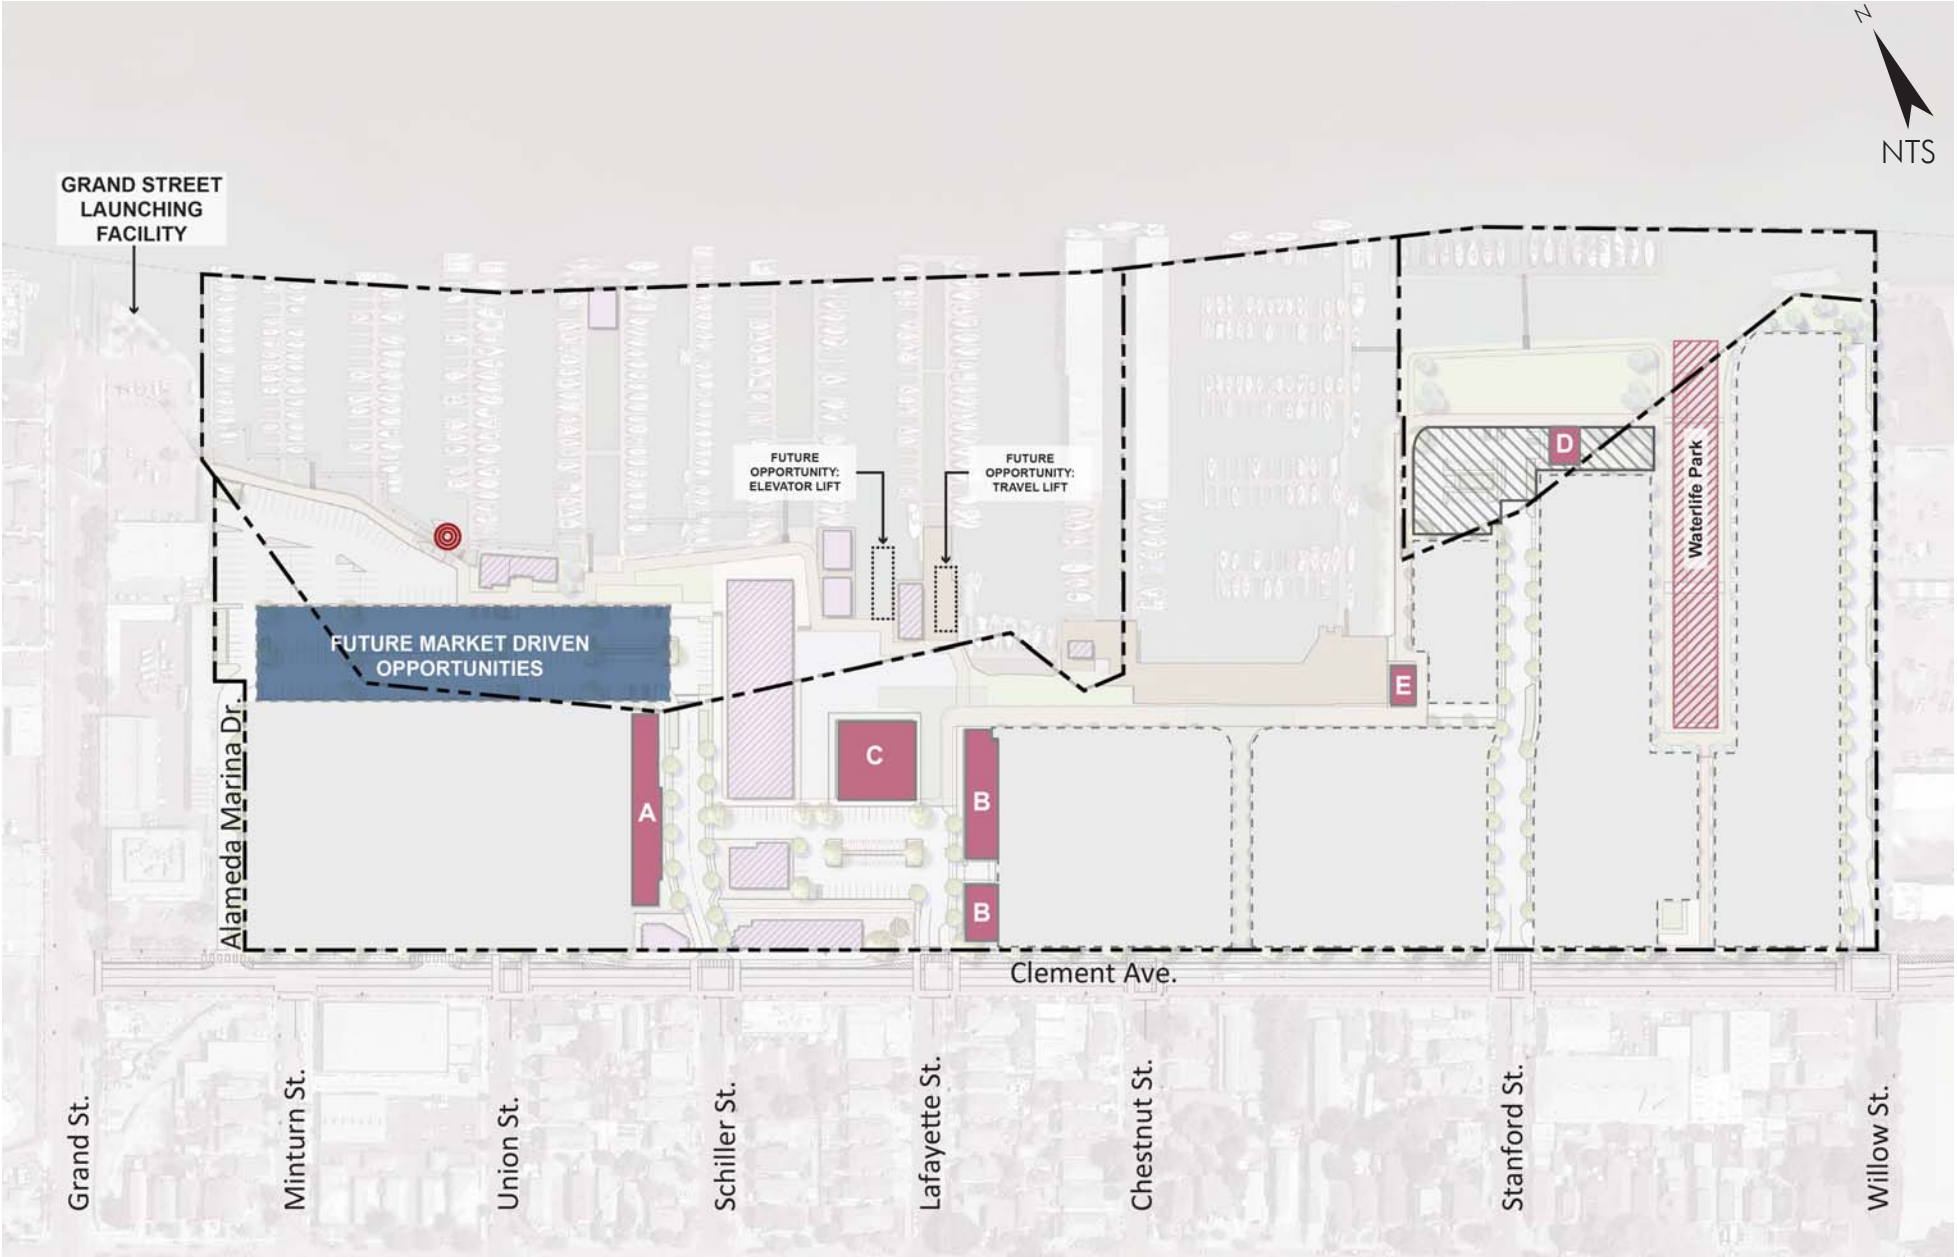 N
NTS
GRAND STREET
LAUNCHING
FACILITY
FUTURE
OPPORTUNITY:
ELEVATOR LIFT
FUTURE
OPPORTUNITY:
TRAVEL LIFT
D
Waterlife Park
FUTURE MARKET DRIVEN
OPPORTUNITIES
E
Alameda Marina Dr.
A
C
B
B
Clement Ave.
Grand St.
Minturn St.
Union St.
Schiller St.
Lafayette St.
Chestnut St.
Stanford St.
Willow St.